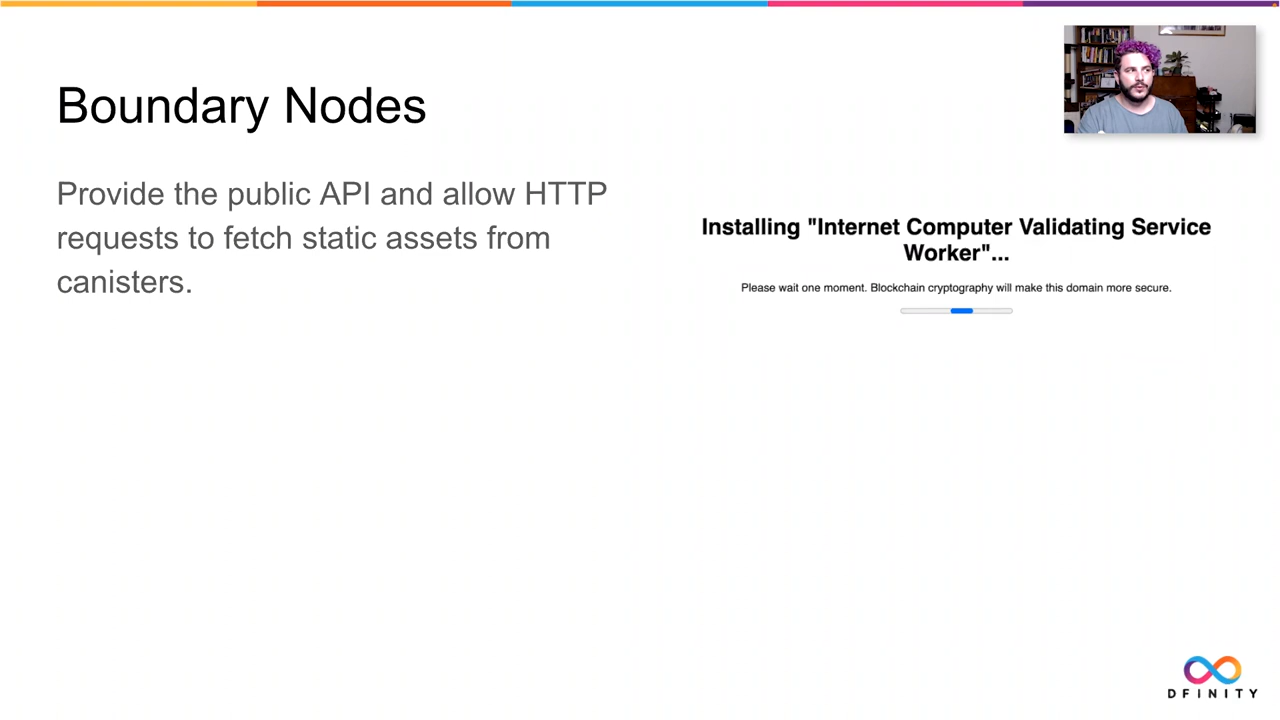 Boundary Nodes
Provide the public API and allow HTTP
requests to fetch static assets from
canisters.
Installing "Internet Computer Validating Service
Worker"...
Please wait one moment. Blockchain cryptography will make this domain more secure.
DFINITY